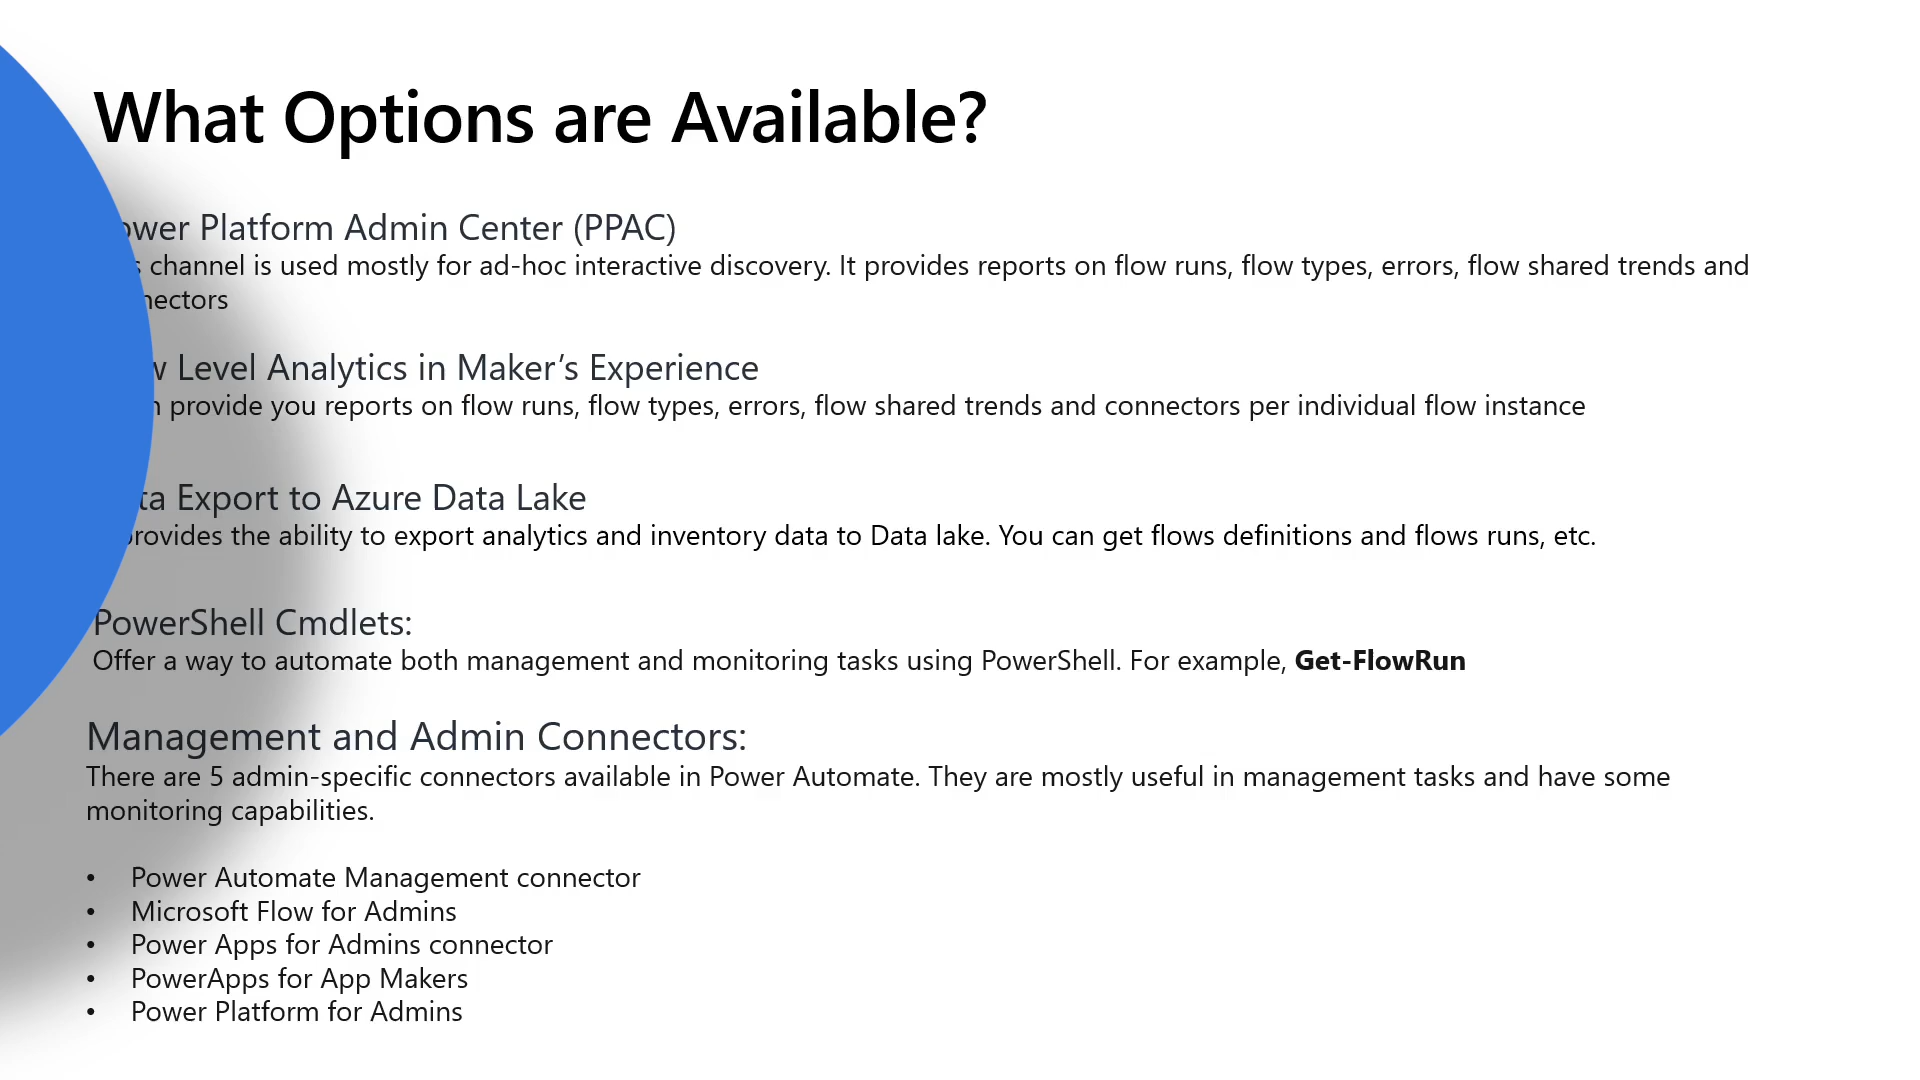 What Options are Available?
Platform Admin Center (PPAC)
channel is used mostly for ad-hoc interactive discovery. It provides reports on flow runs, flow types, errors, flow shared trends and
Level Analytics in Maker’s Experience
provide you reports on flow runs, flow types, errors, flow shared trends and connectors per individual flow instance
Export to Azure Data Lake
provides the ability to export analytics and inventory data to Data lake. You can get flows definitions and flows runs, etc.
PowerShell Cmdlets:
Offer a way to automate both management and monitoring tasks using PowerShell. For example, Get-FlowRun
Management and Admin Connectors:
There are 5 admin-specific connectors available in Power Automate. They are mostly useful in management tasks and have some
monitoring capabilities.
• Power Automate Management connector
• Microsoft Flow for Admins
• Power Apps for Admins connector
• PowerApps for App Makers
• Power Platform for Admins